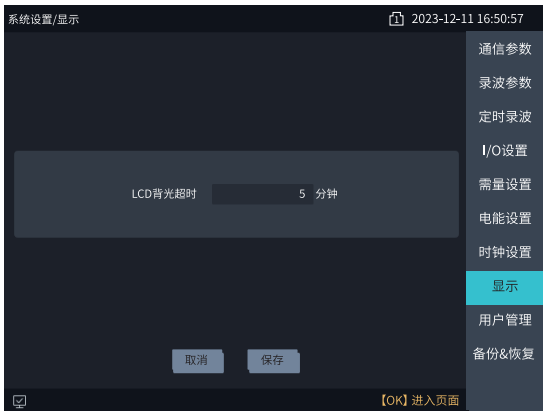 系统设置/显示
1 2023-12-11 16:50:57
通信参数
录波参数
定时录波
I/O设置
需量设置
电能设置
时钟设置
显示
用户管理
备份&恢复
LCD背光超时 5 分钟
取消 保存
【OK】进入页面